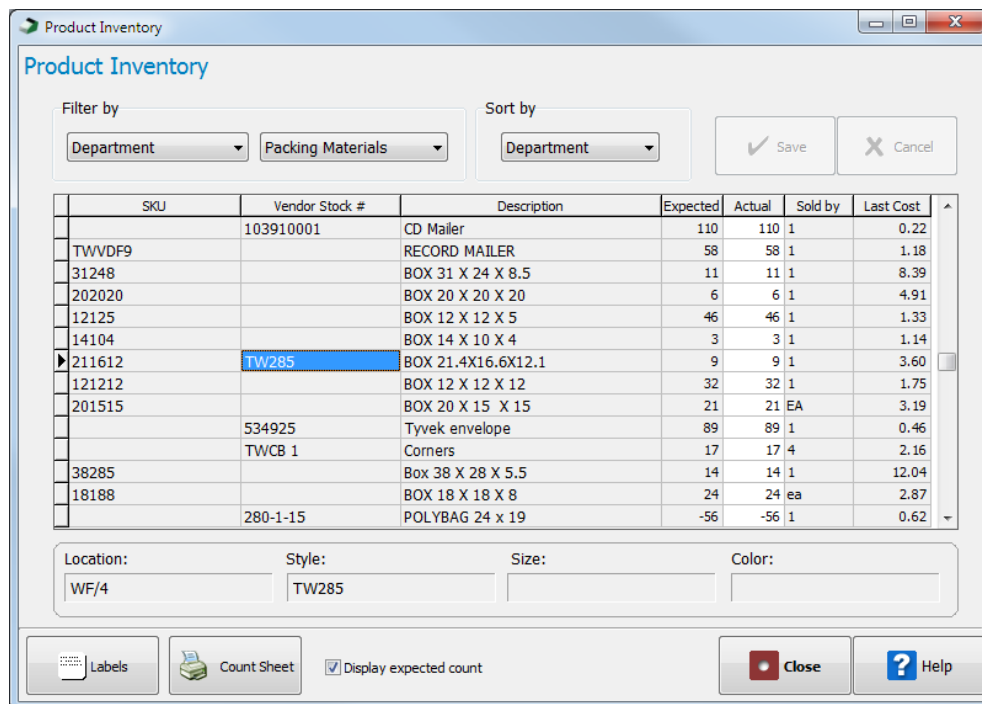 Product Inventory
Product Inventory
Filter by Sort by
Department Packing Materials Department Save Cancel
SKU Vendor Stock # Description Expected Actual Sold by Last Cost
103910001 CD Mailer 110 110 1 0.22
TWVDF9 RECORD MAILER 58 58 1 1.18
31248 BOX 31 X 24 X 8.5 11 11 1 8.39
202020 BOX 20 X 20 X 20 6 6 1 4.91
12125 BOX 12 X 12 X 5 46 46 1 1.33
14104 BOX 14 X 10 X 4 3 3 1 1.14
211612 TW285 BOX 21.4X16.6X12.1 9 9 1 3.60
121212 BOX 12 X 12 X 12 32 32 1 1.75
201515 BOX 20 X 15 X 15 21 21 EA 3.19
534925 Tyvek envelope 89 89 1 0.46
TWCB 1 Corners 17 17 4 2.16
38285 Box 38 X 28 X 5.5 14 14 1 12.04
18188 BOX 18 X 18 X 8 24 24 ea 2.87
280-1-15 POLYBAG 24 x 19 -56 -56 1 0.62
Location: Style: Size: Color:
WF/4 TW285
Labels Count Sheet Display expected count Close Help